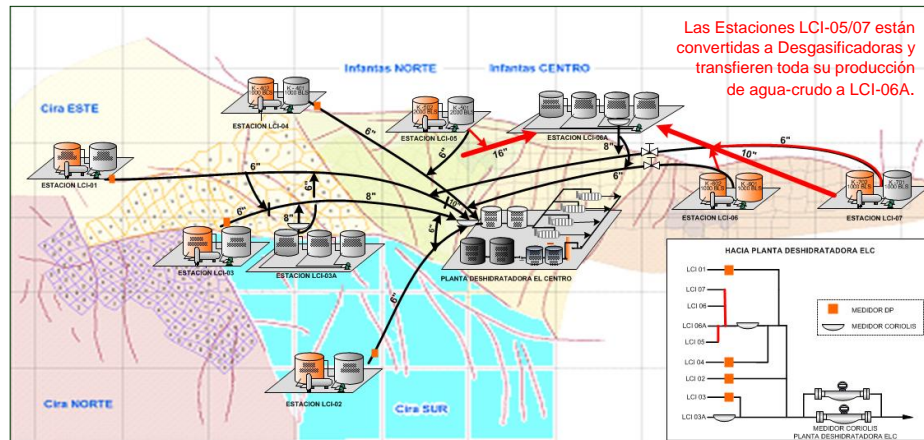 Las Estaciones LCI-05/07 están
convertidas a Desgasificadoras y
transfieren toda su producción
de agua-crudo a LCI-06A.
Infantas NORTE
Infantas CENTRO
Cira ESTE
ESTACION LCI-04
ESTACION LCI-05
ESTACION LCI-06A
6"
6"
16"
8"
6"
10"
ESTACION LCI-01
6"
6"
8"
6"
8"
10"
6"
ESTACION LCI-06
ESTACION LCI-07
ESTACION LCI-03
ESTACION LCI-03A
PLANTA DESHIDRATADORA EL CENTRO
6"
ESTACION LCI-02
Cira NORTE
Cira SUR
HACIA PLANTA DESHIDRATADORA ELC
LCI 01
LCI 07
LCI 06
LCI 06A
LCI 05
LCI 04
LCI 02
LCI 03
LCI 03A
MEDIDOR DP
MEDIDOR CORIOLIS
MEDIDOR CORIOLIS
PLANTA DESHIDRATADORA ELC